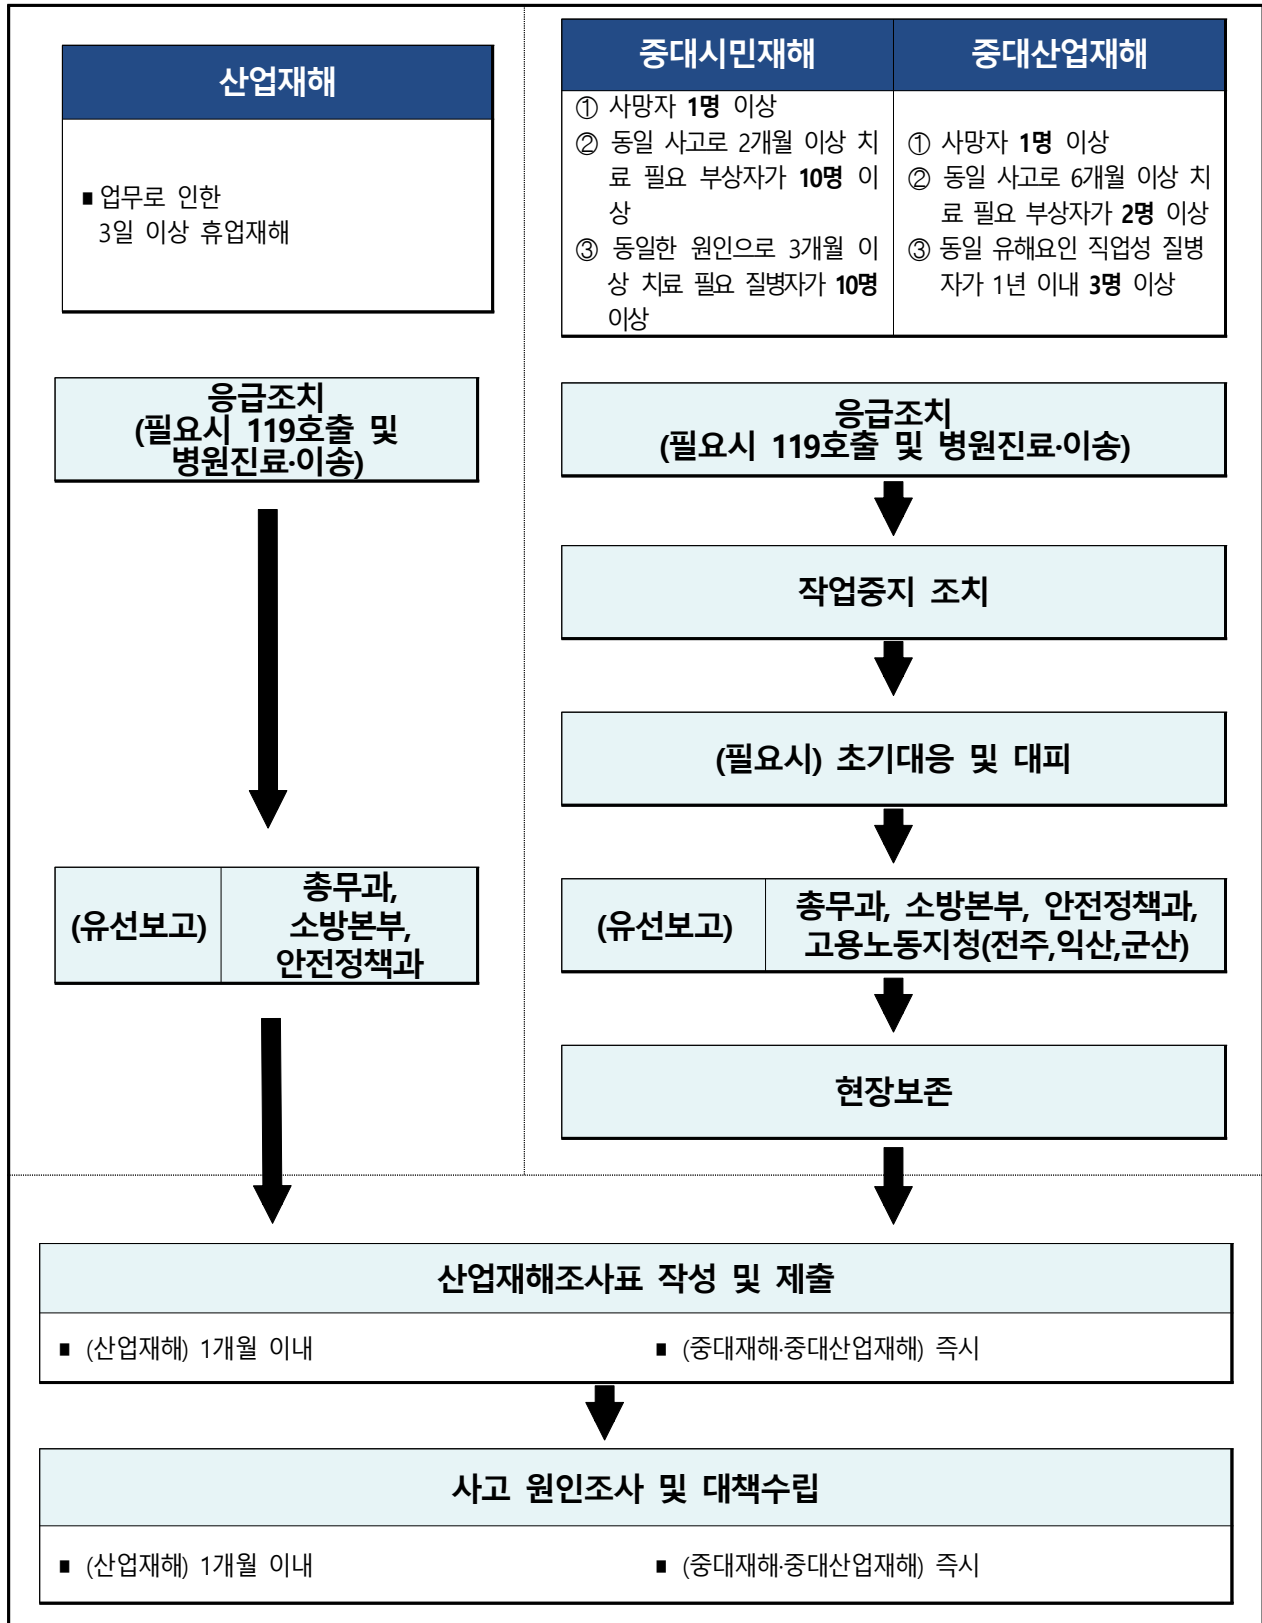 산업재해
■ 업무로 인한
3일 이상 휴업재해
중대시민재해
① 사망자 1명 이상
② 동일 사고로 2개월 이상 치
료 필요 부상자가 10명 이
상
③ 동일한 원인으로 3개월 이
상 치료 필요 질병자가 10명
이상
중대산업재해
① 사망자 1명 이상
② 동일 사고로 6개월 이상 치
료 필요 부상자가 2명 이상
③ 동일 유해요인 직업성 질병
자가 1년 이내 3명 이상
응급조치
(필요시 119호출 및
병원진료·이송)
(유선보고)
총무과,
소방본부,
안전정책과
응급조치
(필요시 119호출 및 병원진료·이송)
작업중지 조치
(필요시) 초기대응 및 대피
(유선보고)
총무과, 소방본부, 안전정책과,
고용노동지청(전주,익산,군산)
현장보존
산업재해조사표 작성 및 제출
■ (산업재해) 1개월 이내
■ (중대재해·중대산업재해) 즉시
사고 원인조사 및 대책수립
■ (산업재해) 1개월 이내
■ (중대재해·중대산업재해) 즉시